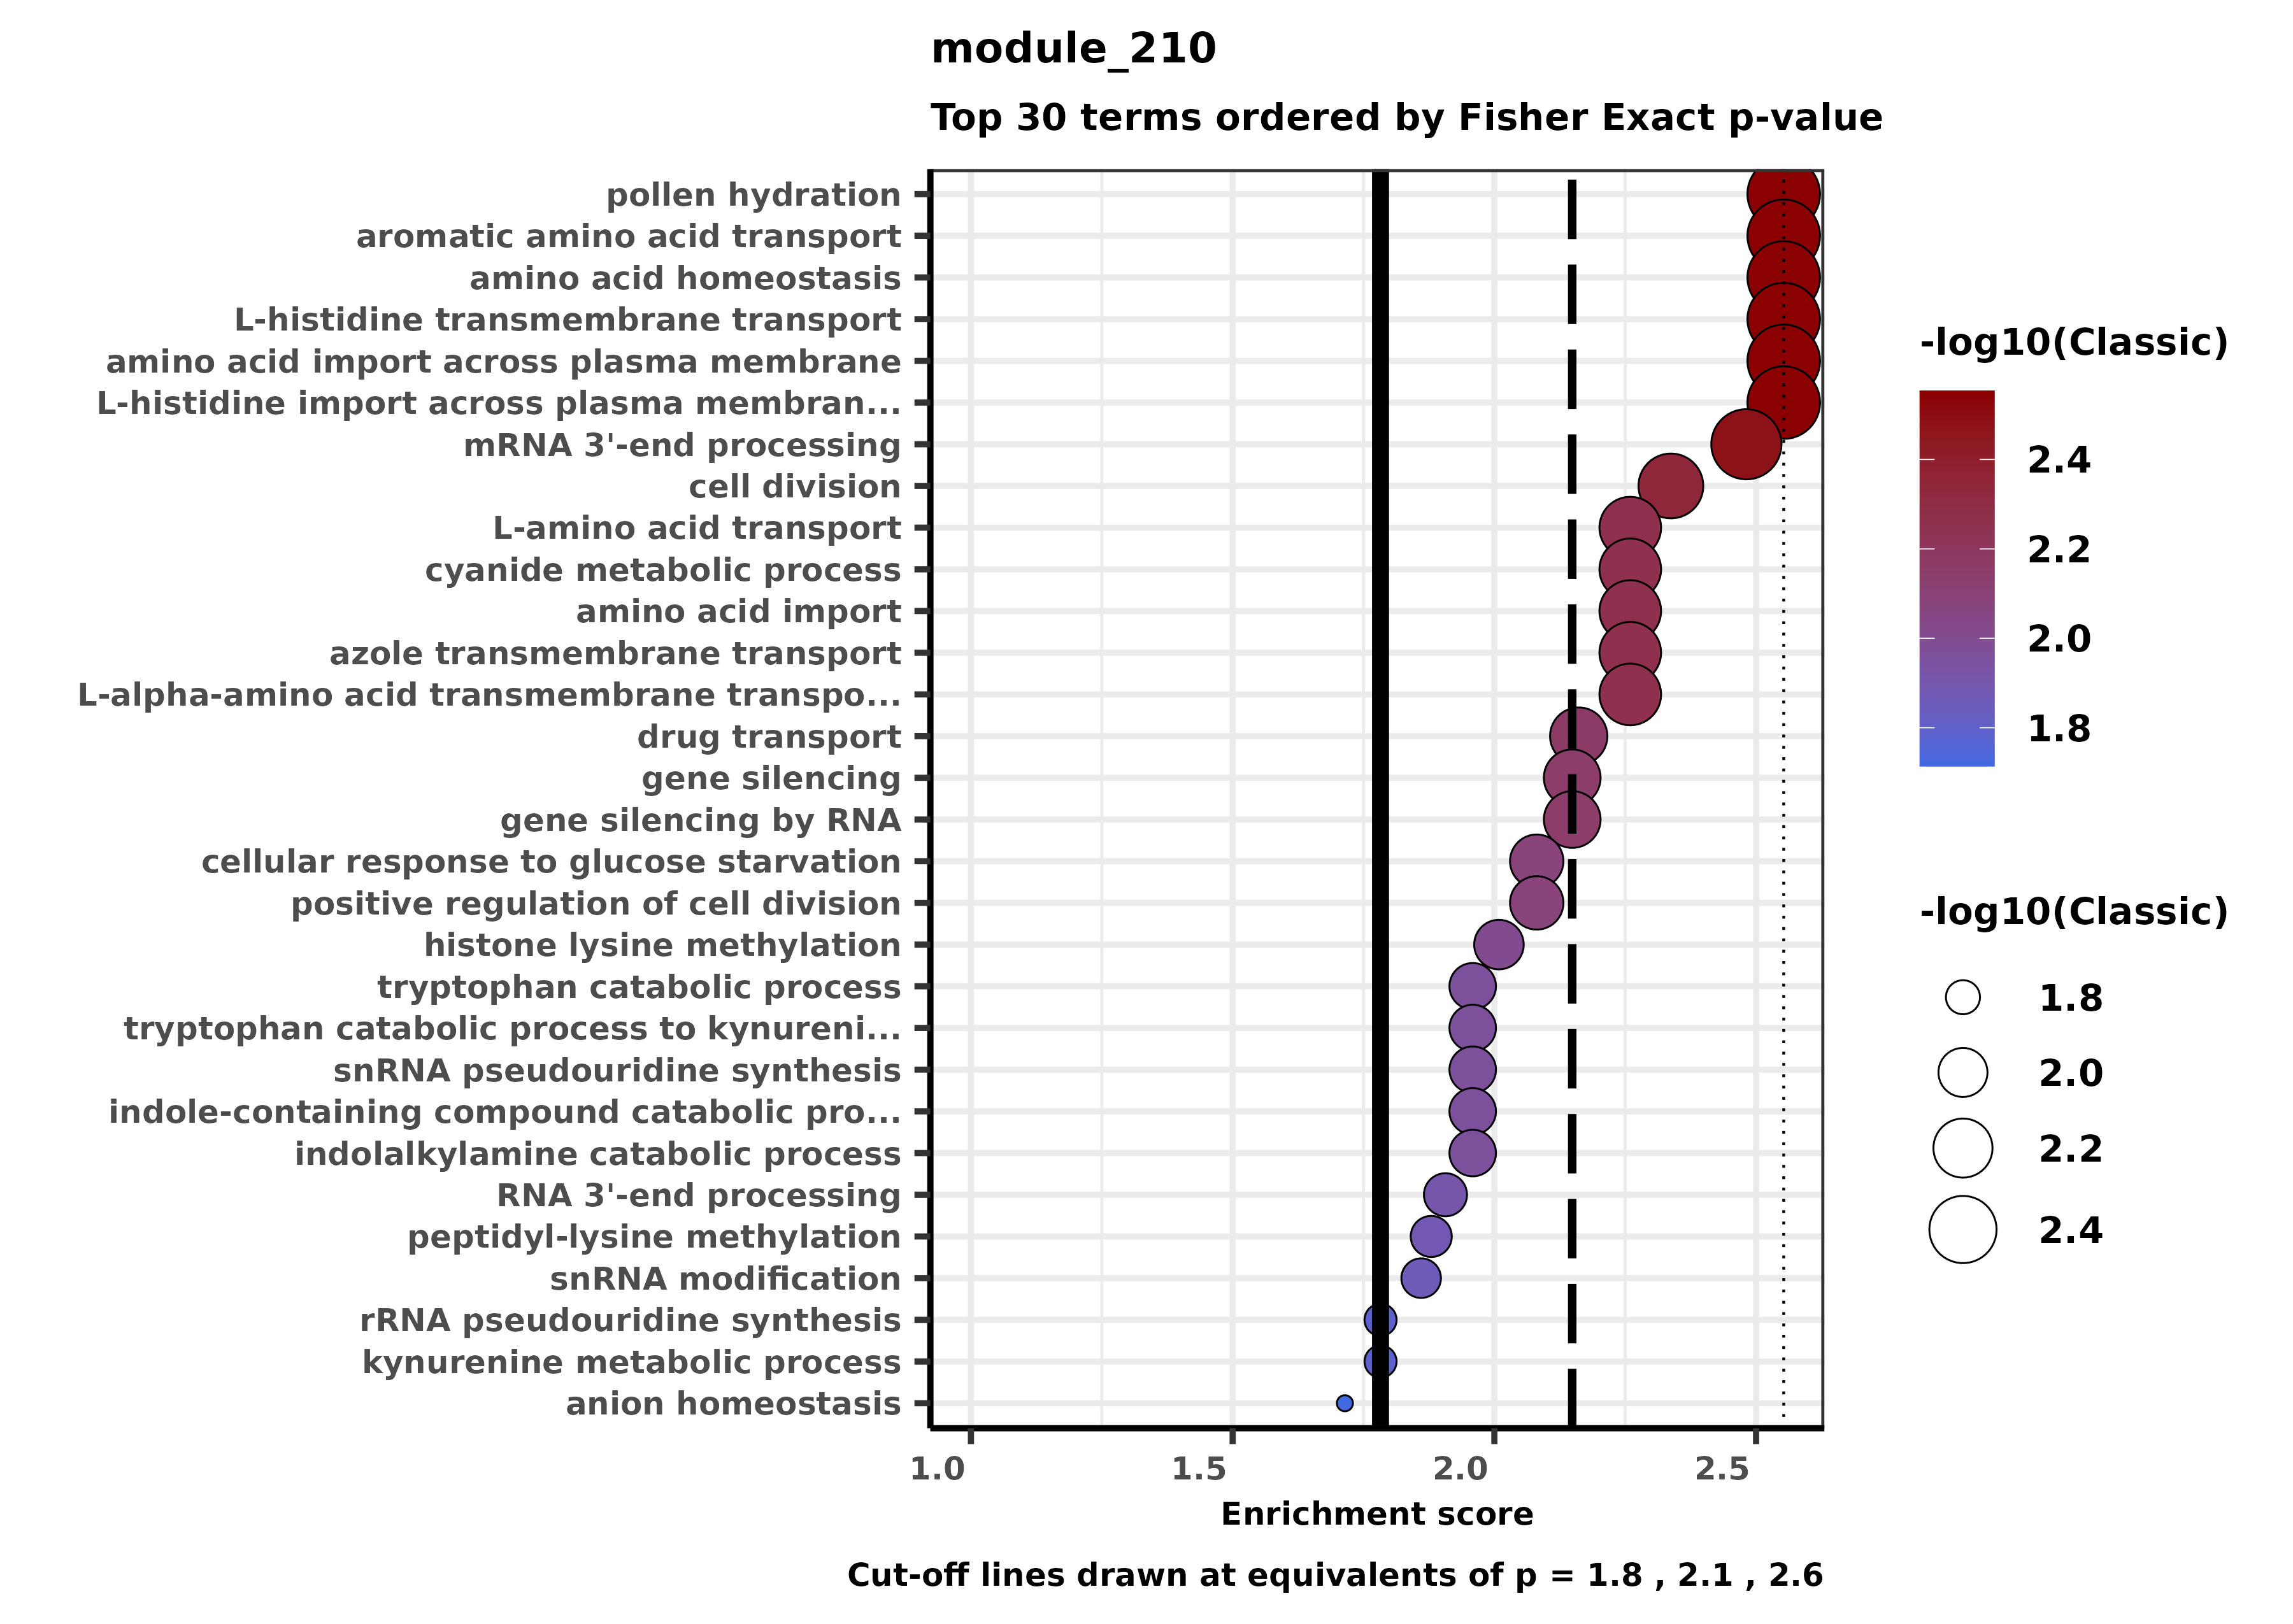 module_210
Top 30 terms ordered by Fisher Exact p-value
pollen hydration
aromatic amino acid transport
amino acid homeostasis
L-histidine transmembrane transport
amino acid import across plasma membrane
L-histidine import across plasma membran...
mRNA 3'-end processing
cell division
L-amino acid transport
cyanide metabolic process
amino acid import
azole transmembrane transport
L-alpha-amino acid transmembrane transpo...
drug transport
gene silencing
gene silencing by RNA
cellular response to glucose starvation
positive regulation of cell division
histone lysine methylation
tryptophan catabolic process
tryptophan catabolic process to kynureni...
snRNA pseudouridine synthesis
indole-containing compound catabolic pro...
indolalkylamine catabolic process
RNA 3'-end processing
peptidyl-lysine methylation
snRNA modification
rRNA pseudouridine synthesis
kynurenine metabolic process
anion homeostasis
1.0 1.5 2.0 2.5
Enrichment score
Cut-off lines drawn at equivalents of p = 1.8 , 2.1 , 2.6
-log10(Classic)
2.4
2.2
2.0
1.8
-log10(Classic)
1.8
2.0
2.2
2.4